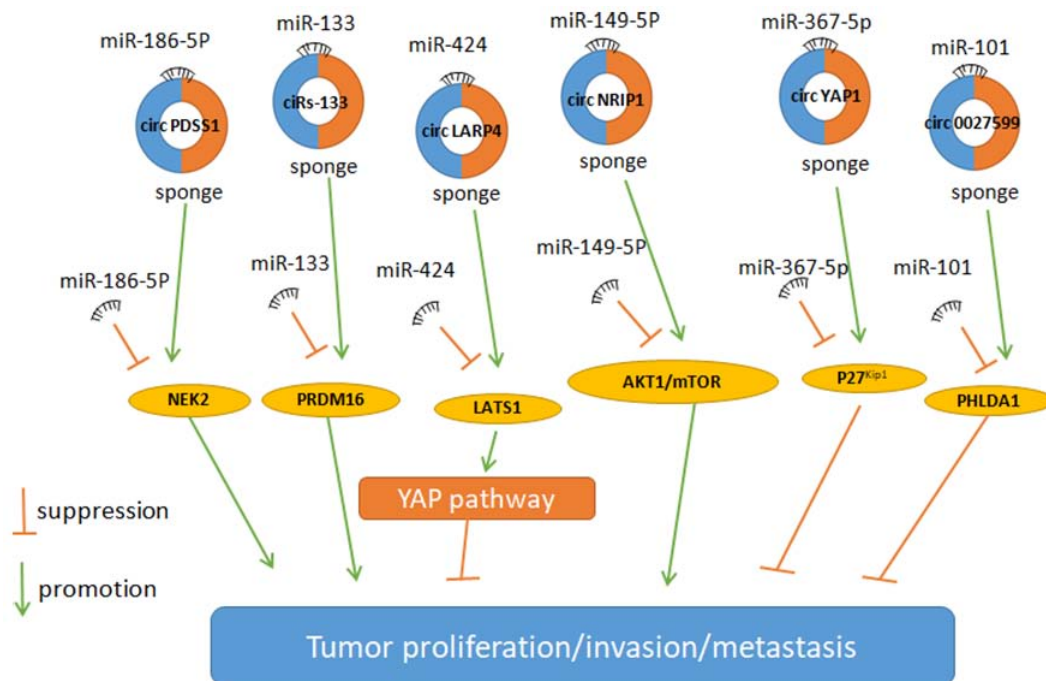 miR-186-5P
miR-133
miR-424
miR-149-5P
miR-367-5p
miR-101
circ PDSS1
ciRs-133
circ LARP4
circ NRIP1
circ YAP1
circ 0027599
sponge
sponge
sponge
sponge
sponge
sponge
miR-186-5P
miR-133
miR-424
miR-149-5P
miR-367-5p
miR-101
NEK2
PRDM16
LATS1
AKT1/mTOR
P27Kip1
PHLDA1
YAP pathway
suppression
promotion
Tumor proliferation/invasion/metastasis